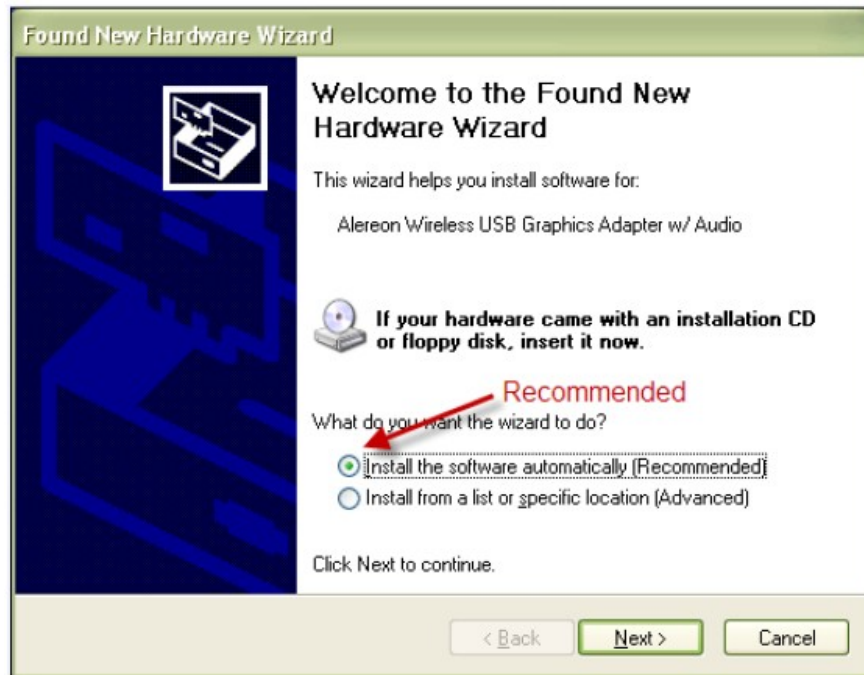 Found New Hardware Wizard
Welcome to the Found New
Hardware Wizard
This wizard helps you install software for:
Alereon Wireless USB Graphics Adapter w/ Audio
If your hardware came with an installation CD
or floppy disk, insert it now.
Recommended
What do you want the wizard to do?
Install the software automatically (Recommended)
Install from a list or specific location (Advanced)
Click Next to continue.
< Back Next > Cancel